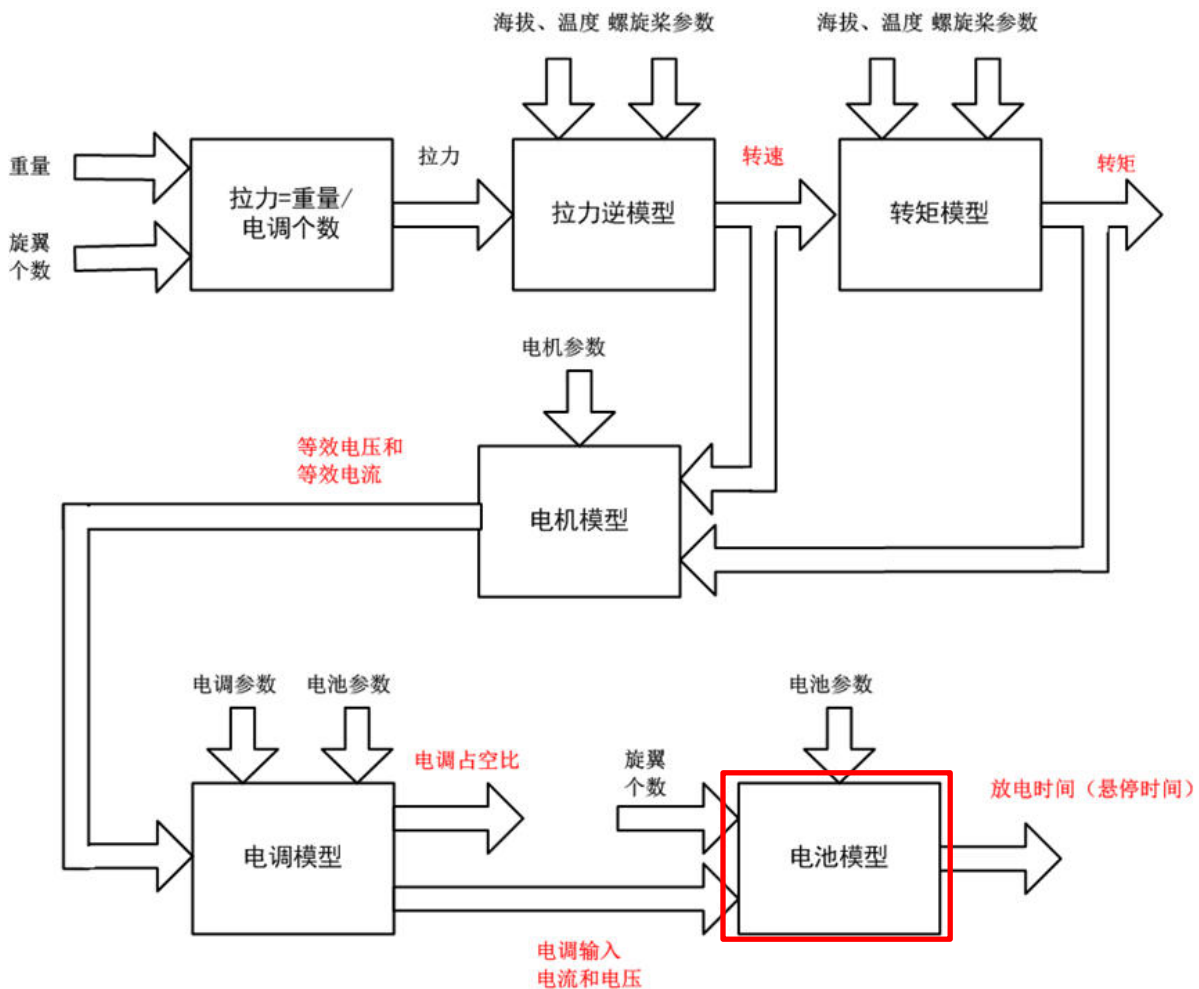 海拔、温度 螺旋桨参数
海拔、温度 螺旋桨参数
重量
旋翼
个数
拉力=重量/
电调个数
拉力
拉力逆模型
转速
转矩模型
转矩
电机参数
等效电压和
等效电流
电机模型
电调参数
电池参数
电调占空比
旋翼
个数
电池参数
电调模型
电池模型
放电时间（悬停时间）
电调输入
电流和电压